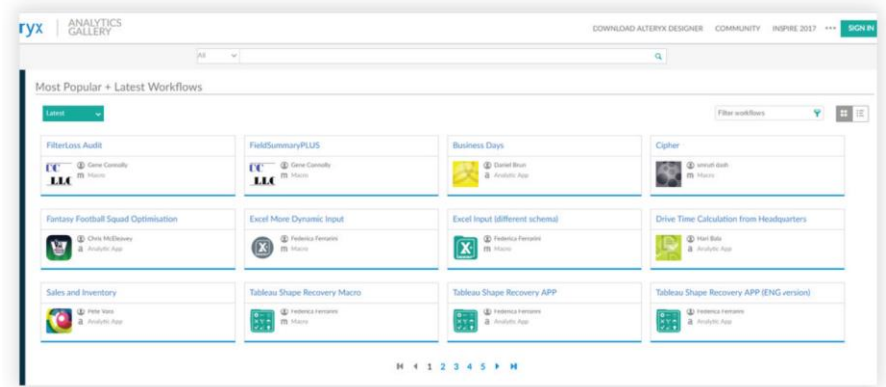 ryx | ANALYTICS GALLERY
DOWNLOAD ALTERYX DESIGNER COMMUNITY INSPIRE 2017 ••• SIGN IN
All
Most Popular + Latest Workflows
Latest Filter workflows
FilterLoss Audit FieldSummaryPLUS Business Days Cipher
Gene Connolly Gene Connolly Daniel Brun smruti dash
m Macro m Macro a Analytic App m Macro
LLC LLC
Fantasy Football Squad Optimisation Excel More Dynamic Input Excel Input (different schema) Drive Time Calculation from Headquarters
Chris McEleavey Federica Ferrarini Federica Ferrarini Hari Bala
a Analytic App m Macro m Macro a Analytic App
Sales and Inventory Tableau Shape Recovery Macro Tableau Shape Recovery APP Tableau Shape Recovery APP (ENG version)
Federica Ferrarini Federica Ferrarini Federica Ferrarini
a Analytic App m Macro a Analytic App a Analytic App
1 2 3 4 5